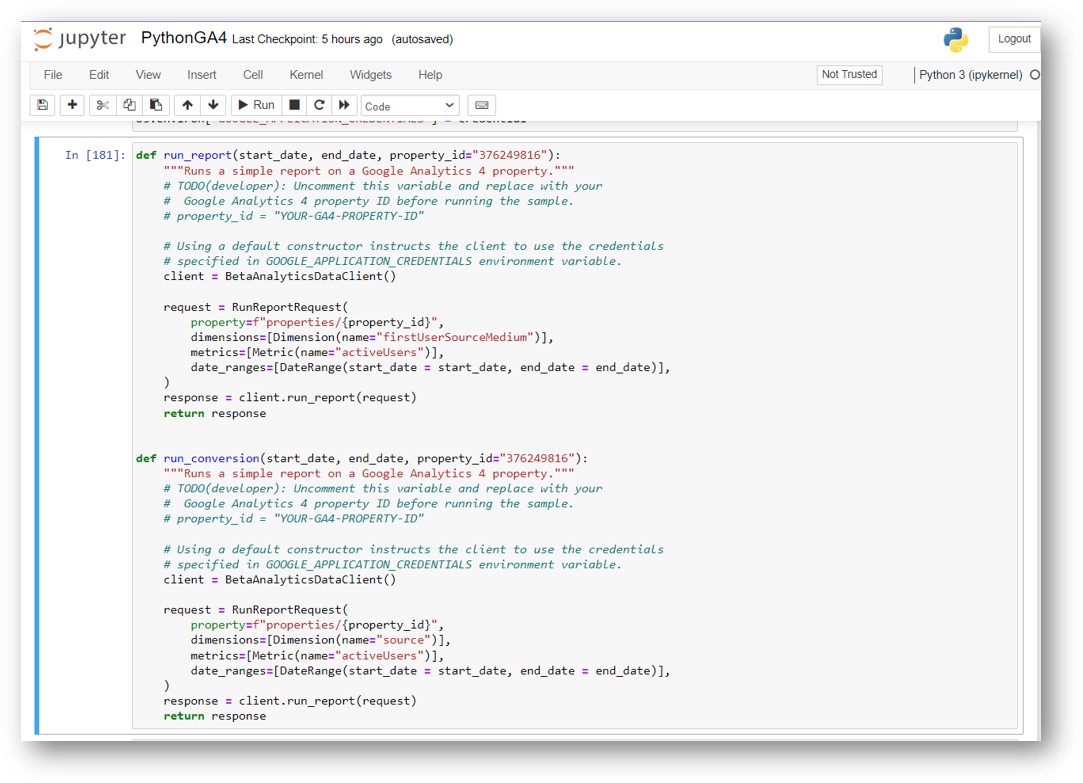 jupyter PythonGA4 Last Checkpoint: 5 hours ago (autosaved) Logout
File Edit View Insert Cell Kernel Widgets Help Not Trusted Python 3 (ipykernel)
Run Code
In [181]: def run_report(start_date, end_date, property_id="376249816"):
"""Runs a simple report on a Google Analytics 4 property."""
# TODO(developer): Uncomment this variable and replace with your
#  Google Analytics 4 property ID before running the sample.
# property_id = "YOUR-GA4-PROPERTY-ID"
# Using a default constructor instructs the client to use the credentials
# specified in GOOGLE_APPLICATION_CREDENTIALS environment variable.
client = BetaAnalyticsDataClient()
request = RunReportRequest(
property=f"properties/{property_id}",
dimensions=[Dimension(name="firstUserSourceMedium")],
metrics=[Metric(name="activeUsers")],
date_ranges=[DateRange(start_date = start_date, end_date = end_date)],
)
response = client.run_report(request)
return response
def run_conversion(start_date, end_date, property_id="376249816"):
"""Runs a simple report on a Google Analytics 4 property."""
# TODO(developer): Uncomment this variable and replace with your
#  Google Analytics 4 property ID before running the sample.
# property_id = "YOUR-GA4-PROPERTY-ID"
# Using a default constructor instructs the client to use the credentials
# specified in GOOGLE_APPLICATION_CREDENTIALS environment variable.
client = BetaAnalyticsDataClient()
request = RunReportRequest(
property=f"properties/{property_id}",
dimensions=[Dimension(name="source")],
metrics=[Metric(name="activeUsers")],
date_ranges=[DateRange(start_date = start_date, end_date = end_date)],
)
response = client.run_report(request)
return response